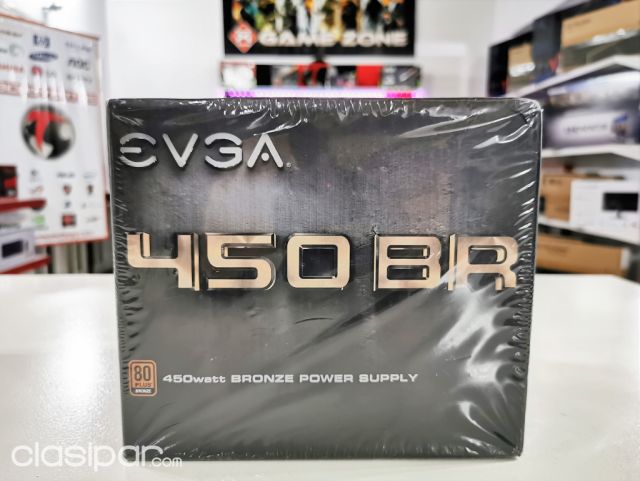 GAME ZONE
EVGA
450 BR
80
PLUS
BRONZE
450watt BRONZE POWER SUPPLY
clasipar.com